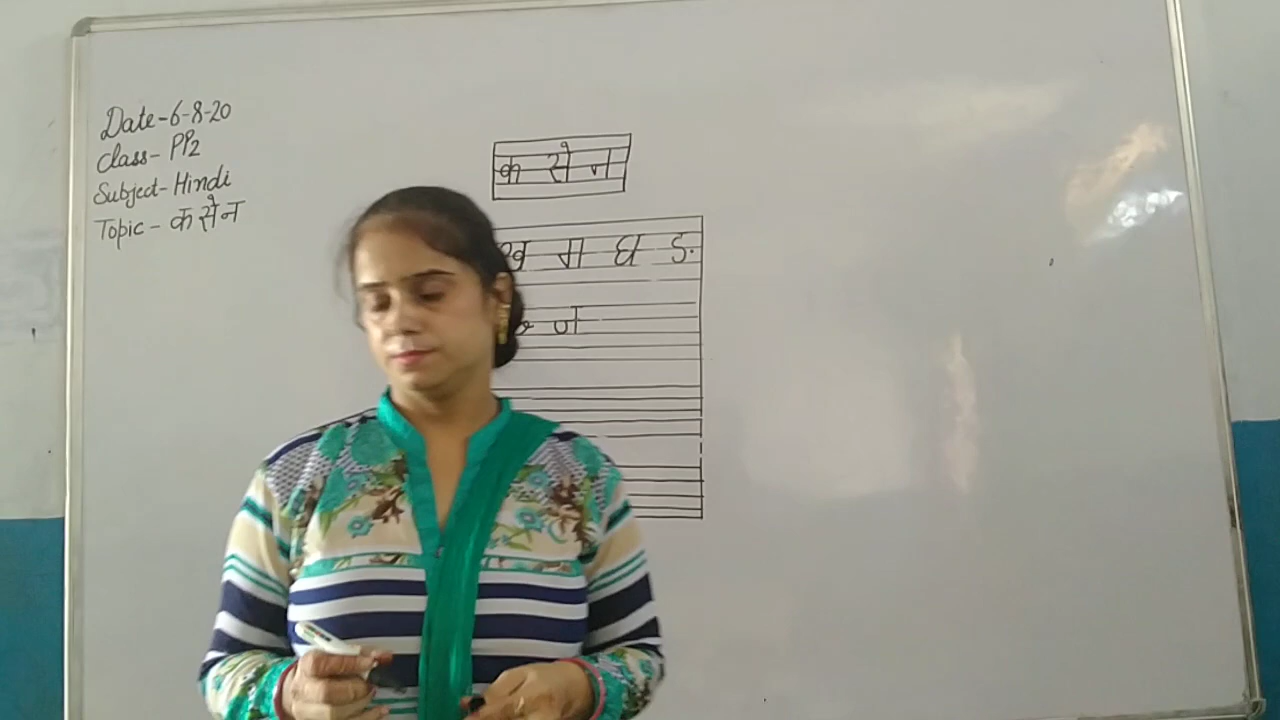 Date-6-8-20
Class- PP2
Subject- Hindi
Topic - क से न
क से न
ख ग घ ङ
ज